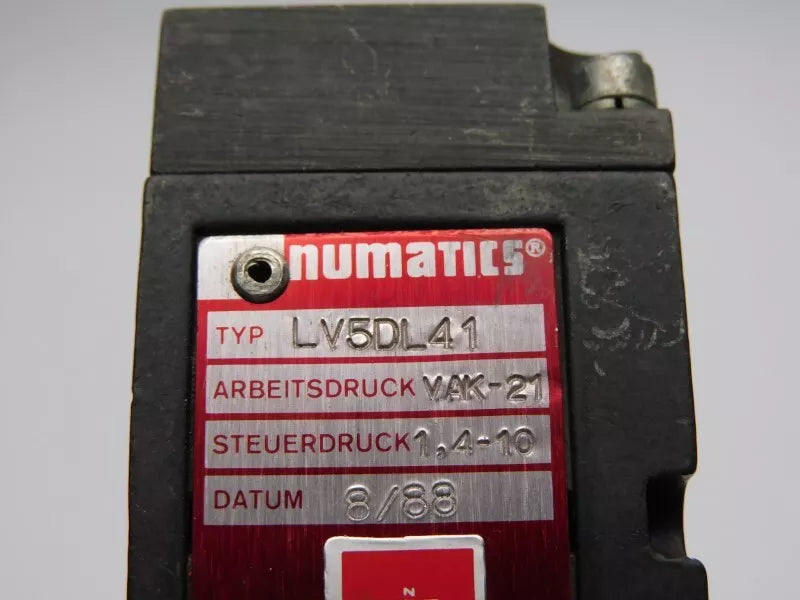 numatics®
TYP LV5DL41
ARBEITSDRUCK VAK-21
STEUERDRUCK 1,4-10
DATUM 8/88